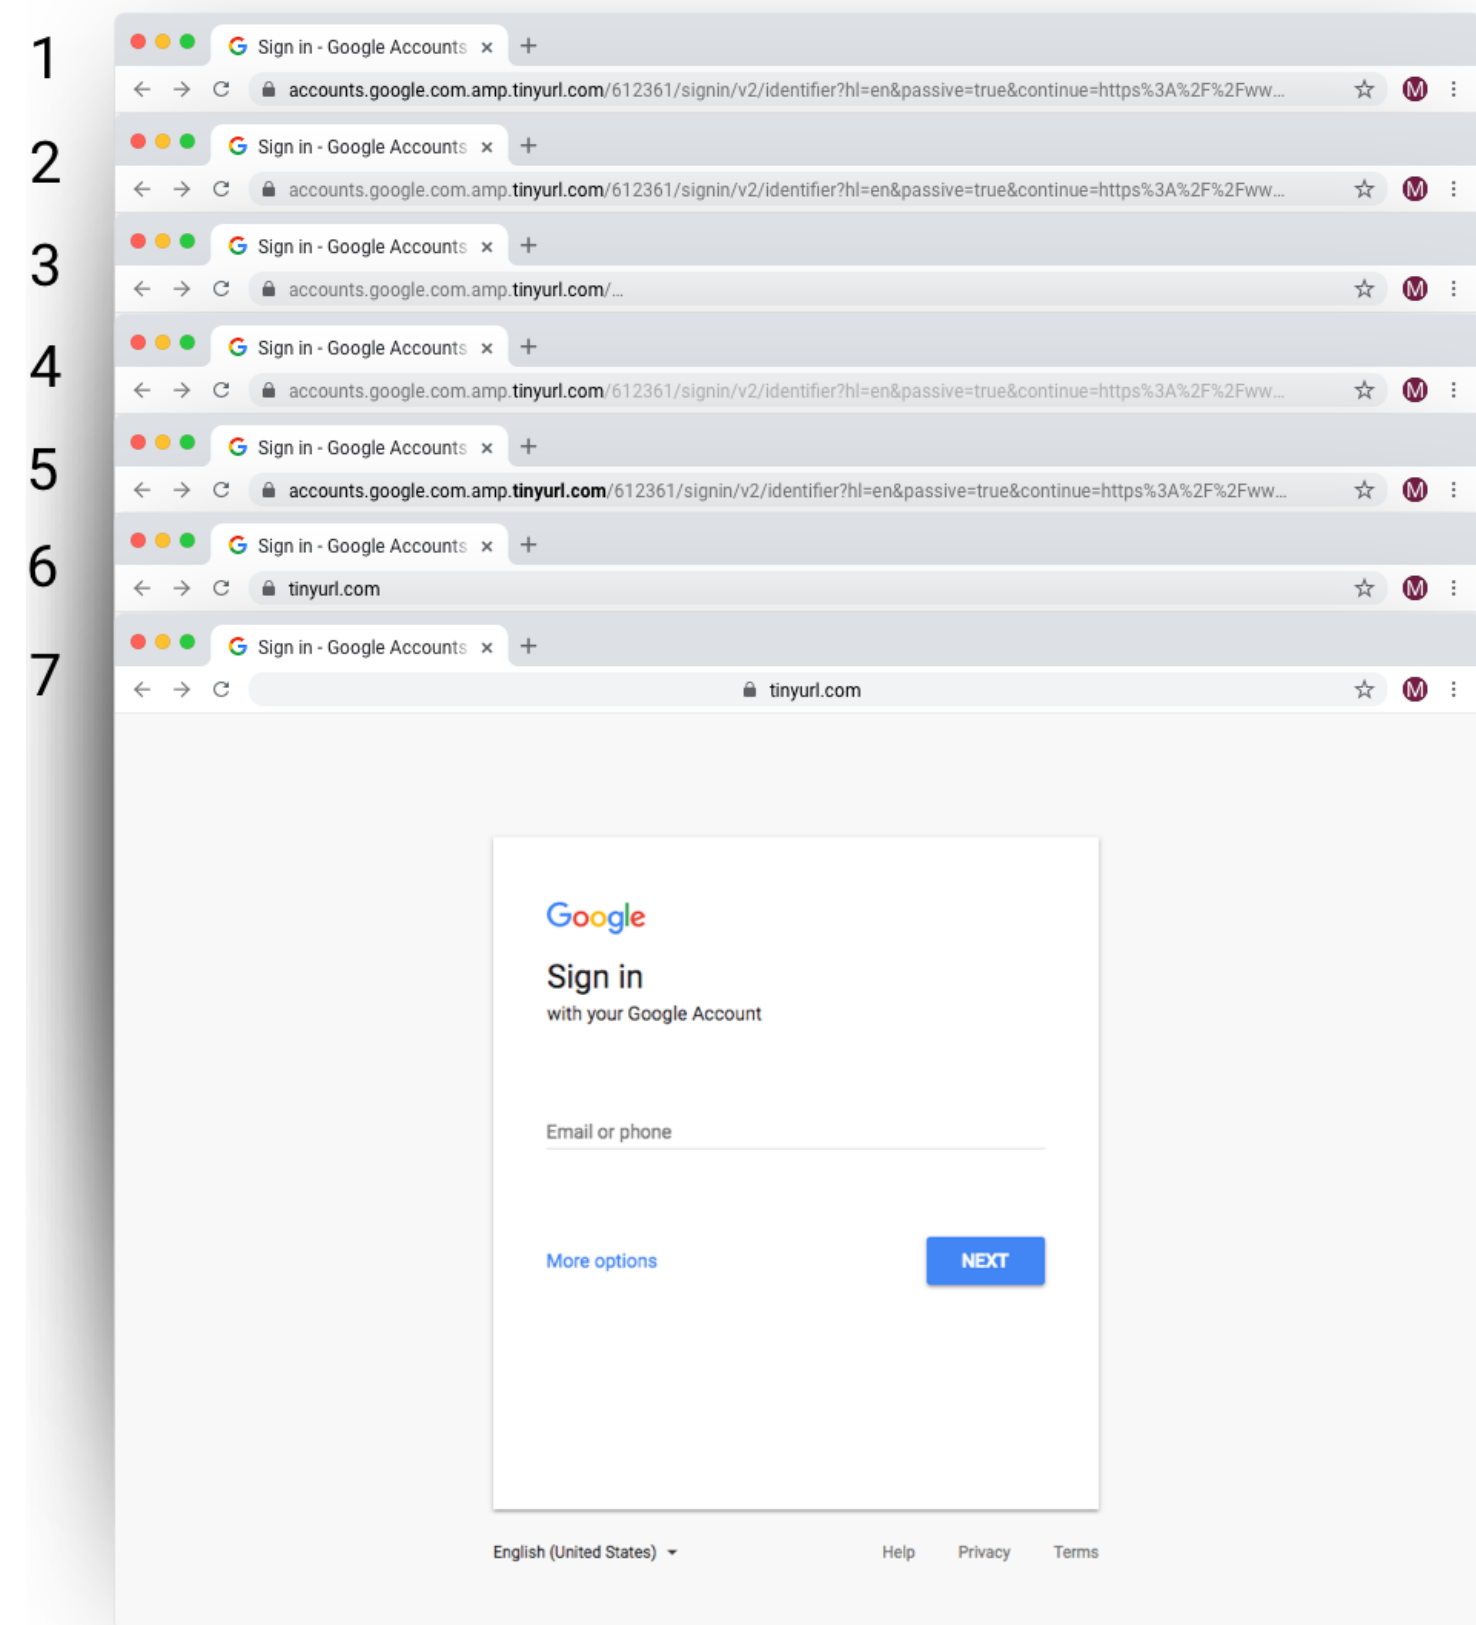 1
Sign in - Google Accounts
accounts.google.com.amp.tinyurl.com/612361/signin/v2/identifier?hl=en&passive=true&continue=https%3A%2F%2Fww...
M
2
Sign in - Google Accounts
accounts.google.com.amp.tinyurl.com/612361/signin/v2/identifier?hl=en&passive=true&continue=https%3A%2F%2Fww...
M
3
Sign in - Google Accounts
accounts.google.com.amp.tinyurl.com/...
M
4
Sign in - Google Accounts
accounts.google.com.amp.tinyurl.com/612361/signin/v2/identifier?hl=en&passive=true&continue=https%3A%2F%2Fww...
M
5
Sign in - Google Accounts
accounts.google.com.amp.tinyurl.com/612361/signin/v2/identifier?hl=en&passive=true&continue=https%3A%2F%2Fww...
M
6
Sign in - Google Accounts
tinyurl.com
M
7
Sign in - Google Accounts
tinyurl.com
M
Google
Sign in
with your Google Account
Email or phone
More options NEXT
English (United States) Help Privacy Terms